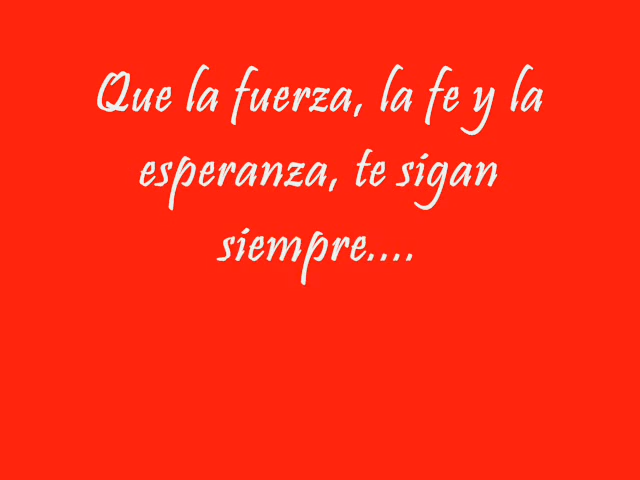 Que la fuerza, la fe y la
esperanza, te sigan
siempre....